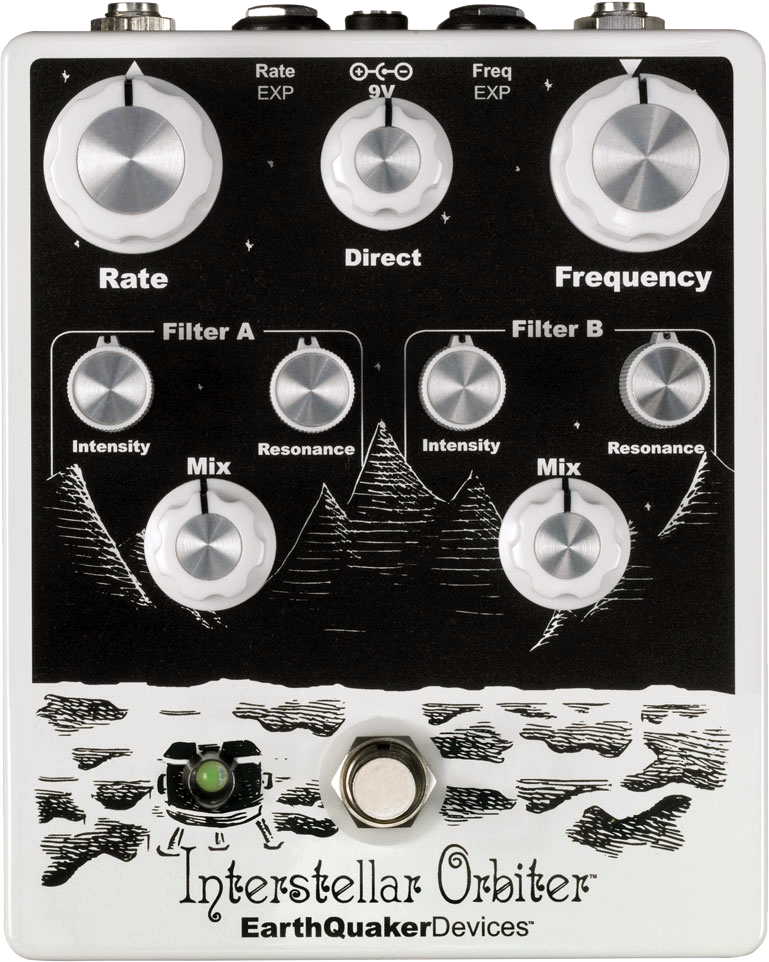 Rate
EXP
9V
Freq
EXP
Rate
Direct
Frequency
Filter A
Filter B
Intensity
Resonance
Intensity
Resonance
Mix
Mix
Interstellar Orbiter™
EarthQuakerDevices™